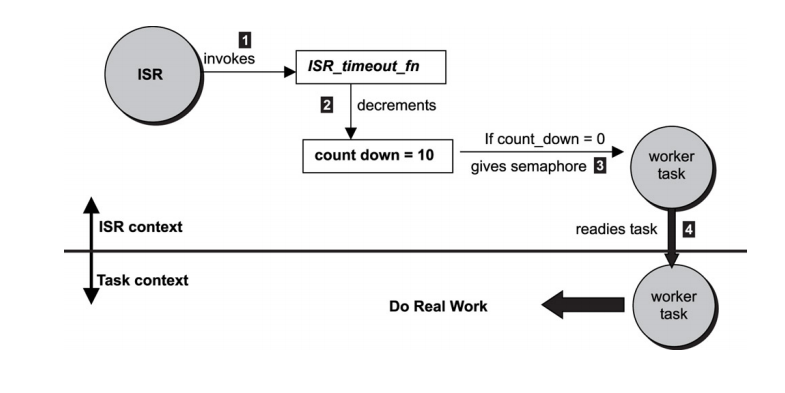 1
invokes
ISR
ISR_timeout_fn
2 decrements
count down = 10
If count_down = 0
gives semaphore 3
worker
task
readies task 4
ISR context
Task context
worker
task
Do Real Work